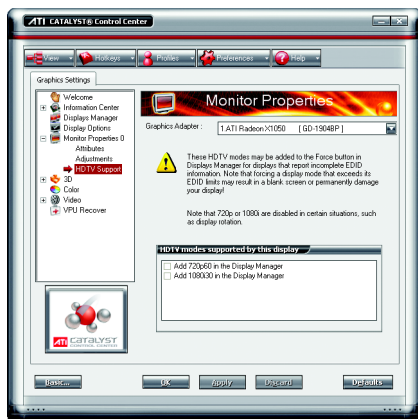 ATI CATALYST® Control Center
View
Hotkeys
Profiles
Preferences
Help
Graphics Settings
Welcome
Information Center
Displays Manager
Display Options
Monitor Properties 0
Attributes
Adjustments
HDTV Support
3D
Color
Video
VPU Recover
Monitor Properties
Graphics Adapter :
1 ATI Radeon X1050 [ GD-1904BP ]
These HDTV modes may be added to the Force button in
Displays Manager for displays that report incomplete EDID
information. Note that forcing a display mode that exceeds its
EDID limits may result in a blank screen or permanently damage
your display!
Note that 720p or 1080i are disabled in certain situations, such
as display rotation.
HDTV modes supported by this display
Add 720p60 in the Display Manager
Add 1080i30 in the Display Manager
ATI CATALYST
CONTROL CENTER
Basic...
OK
Apply
Discard
Defaults